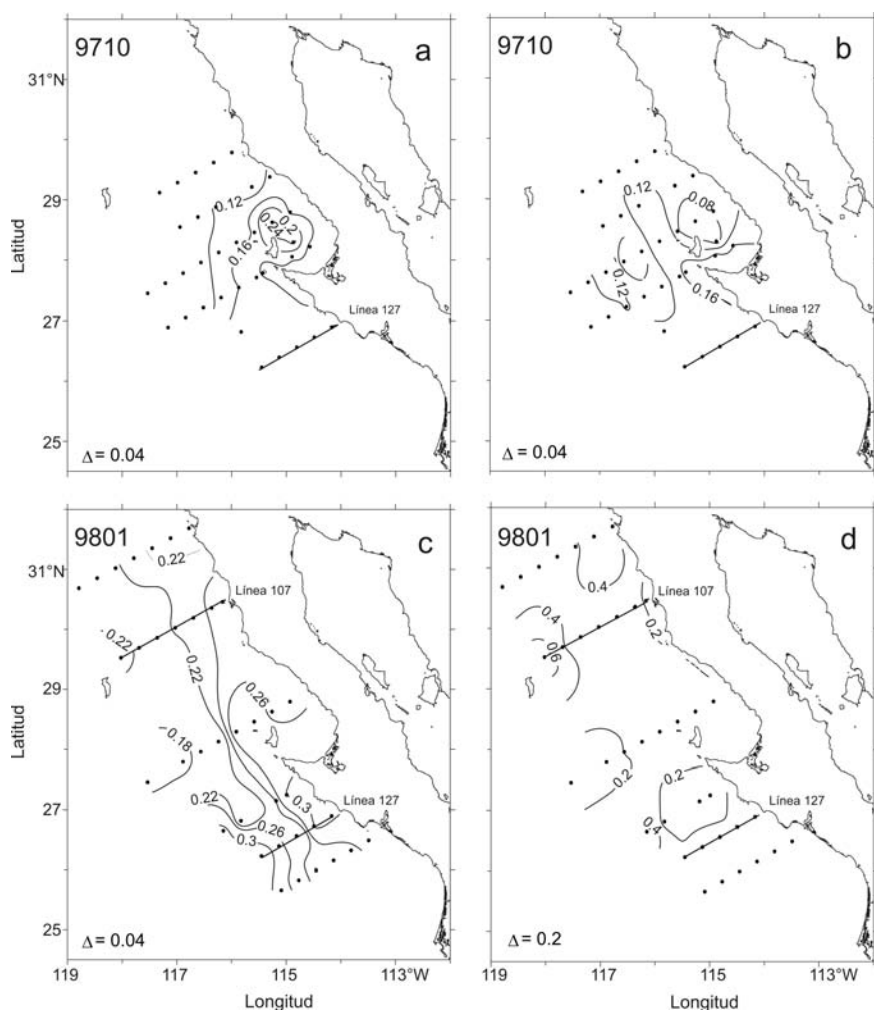 9710
a
31°N
29
27
25
Latitud
0.12
0.2
0.24
0.16
Línea 127
Δ = 0.04
9710
b
0.12
0.08
0.12
0.16
Línea 127
Δ = 0.04
9801
c
31°N
29
27
25
Latitud
0.22
Línea 107
0.22
0.22
0.26
0.18
0.22
0.26
0.3
0.3
Línea 127
Δ = 0.04
119
117
115
113°W
Longitud
9801
d
0.4
Línea 107
0.4
0.2
0.6
0.2
0.2
0.4
Línea 127
Δ = 0.2
119
117
115
113°W
Longitud